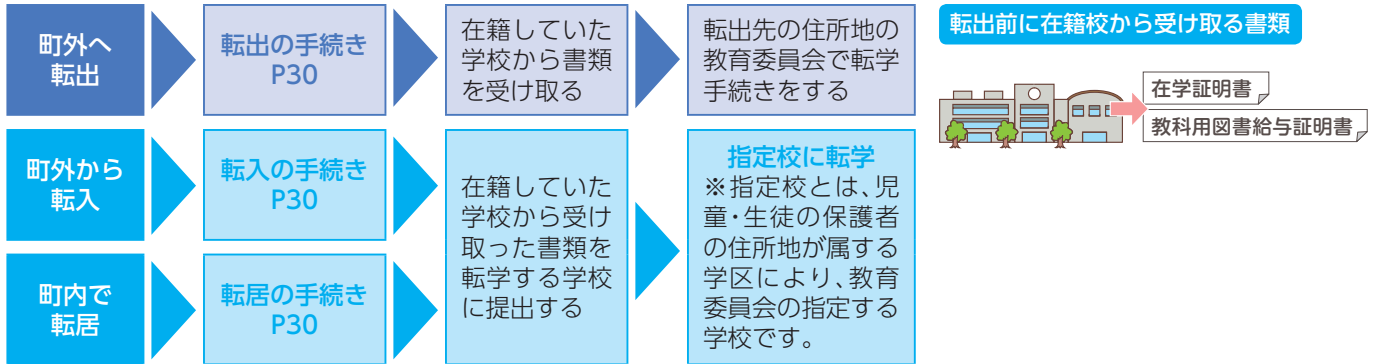 町外へ
転出
転出の手続き
P30
在籍していた
学校から書類
を受け取る
転出先の住所地の
教育委員会で転学
手続きをする
町外から
転入
転入の手続き
P30
町内で
転居
転居の手続き
P30
在籍していた
学校から受け
取った書類を
転学する学校
に提出する
指定校に転学
※指定校とは、児
童・生徒の保護者
の住所地が属する
学区により、教育
委員会の指定する
学校です。
転出前に在籍校から受け取る書類
在学証明書
教科用図書給与証明書